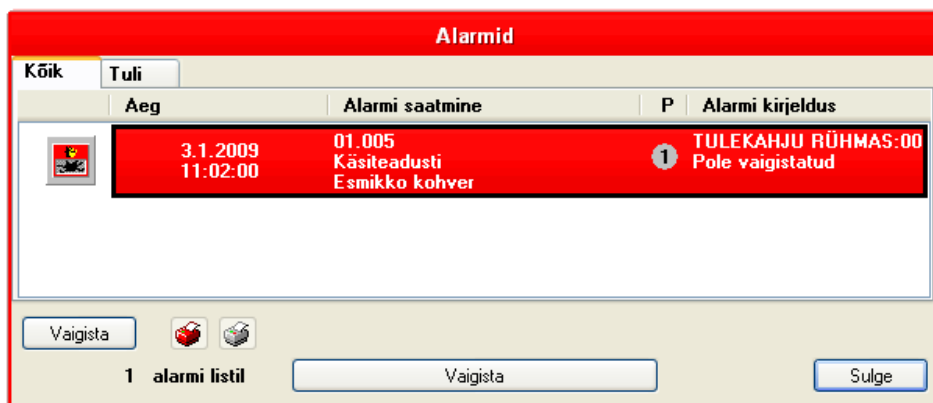 Alarmid
Kõik Tuli
Aeg Alarmi saatmine P Alarmi kirjeldus
3.1.2009 01.005 1 TULEKAHJU RÜHMAS:00
11:02:00 Käsiteadusti Pole vaigistatud
Esmikko kohver
Vaigista
1 alarmi listil Vaigista Sulge